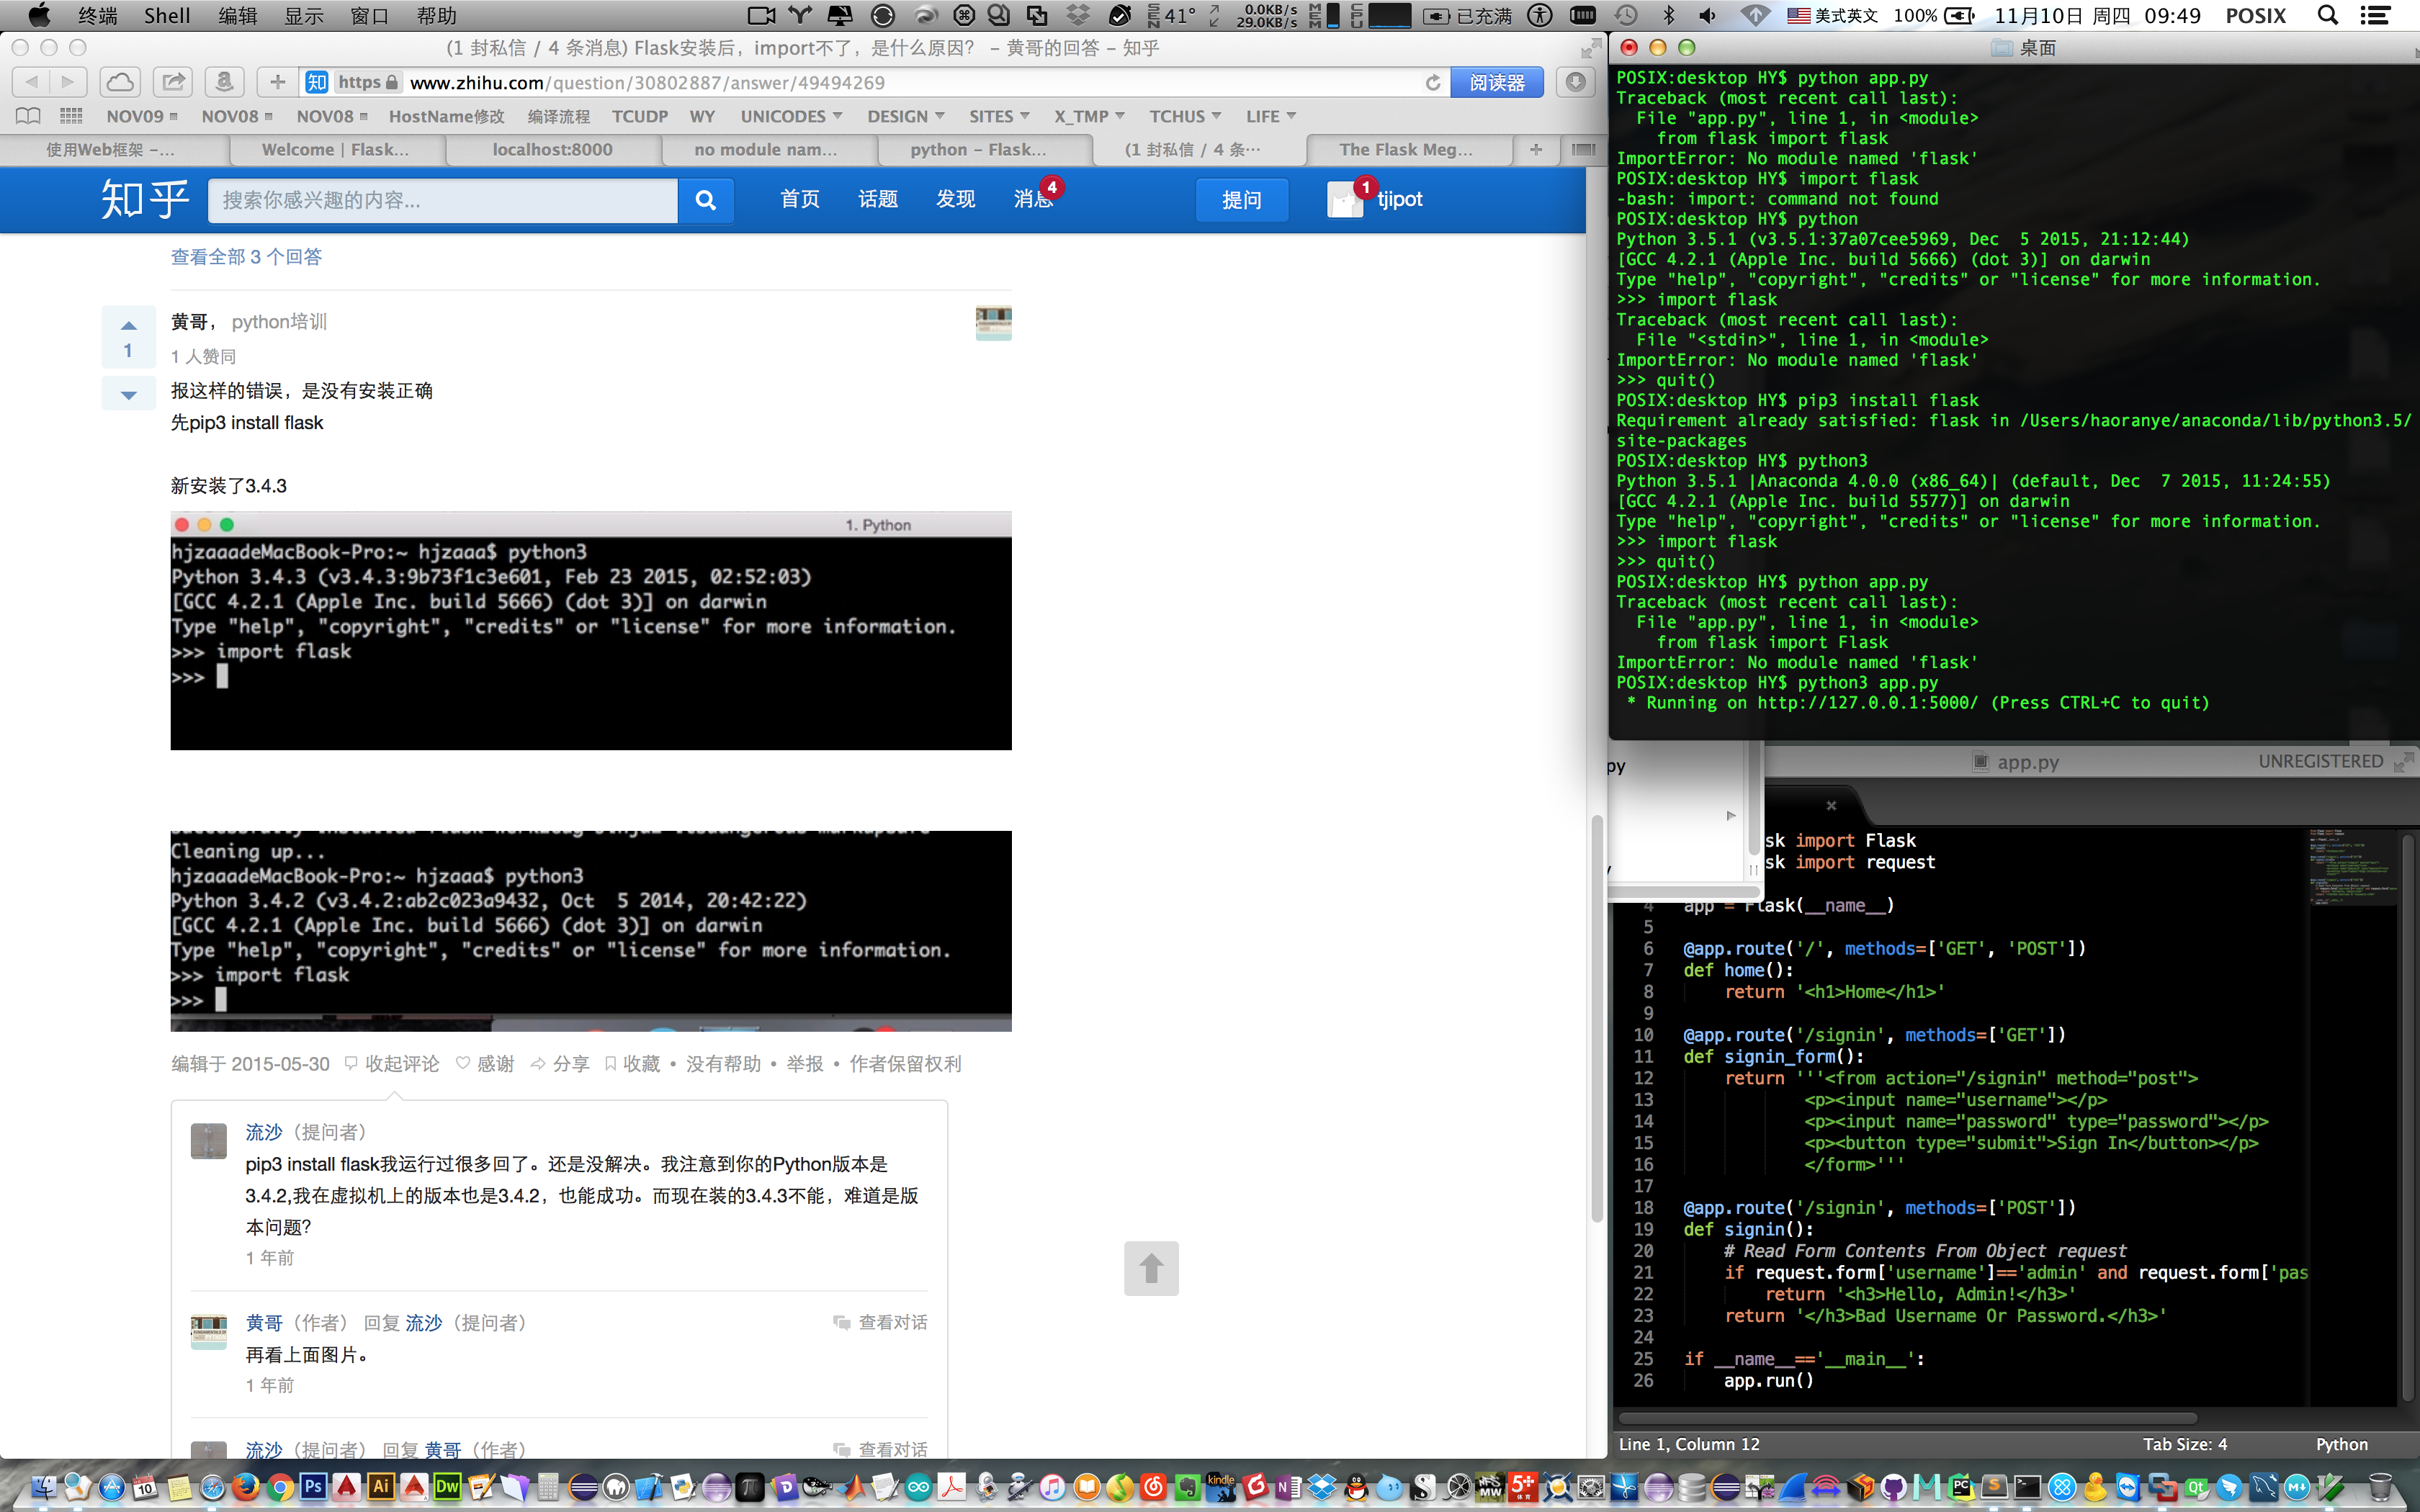 终端 Shell 编辑 显示 窗口 帮助
SEN 41° 0.0KB/s 29.0KB/s MEM CPU 已充满 美式英文 100% 11月10日 周四 09:49 POSIX
(1 封私信 / 4 条消息) Flask安装后，import不了，是什么原因？ - 黄哥的回答 - 知乎
知 https www.zhihu.com/question/30802887/answer/49494269 阅读器
NOV09 NOV08 NOV08 HostName修改 编译流程 TCUDP WY UNICODES DESIGN SITES X_TMP TCHUS LIFE
使用Web框架 -... Welcome | Flask... localhost:8000 no module nam... python - Flask... (1 封私信 / 4 条... The Flask Meg...
知乎 搜索你感兴趣的内容... 首页 话题 发现 消息 4 提问 1 tjipot
查看全部 3 个回答
黄哥， python培训
1
1 人赞同
报这样的错误，是没有安装正确
先pip3 install flask
新安装了3.4.3
1. Python
hjzaaadeMacBook-Pro:~ hjzaaa$ python3
Python 3.4.3 (v3.4.3:9b73f1c3e601, Feb 23 2015, 02:52:03)
[GCC 4.2.1 (Apple Inc. build 5666) (dot 3)] on darwin
Type "help", "copyright", "credits" or "license" for more information.
>>> import flask
>>>
Cleaning up...
hjzaaadeMacBook-Pro:~ hjzaaa$ python3
Python 3.4.2 (v3.4.2:ab2c023a9432, Oct  5 2014, 20:42:22)
[GCC 4.2.1 (Apple Inc. build 5666) (dot 3)] on darwin
Type "help", "copyright", "credits" or "license" for more information.
>>> import flask
>>>
编辑于 2015-05-30 收起评论 感谢 分享 收藏 • 没有帮助 • 举报 • 作者保留权利
流沙（提问者）
pip3 install flask我运行过很多回了。还是没解决。我注意到你的Python版本是
3.4.2,我在虚拟机上的版本也是3.4.2，也能成功。而现在装的3.4.3不能，难道是版
本问题?
1 年前
黄哥（作者） 回复 流沙（提问者） 查看对话
再看上面图片。
1 年前
流沙（提问者） 回复 黄哥（作者） 查看对话
桌面
POSIX:desktop HY$ python app.py
Traceback (most recent call last):
  File "app.py", line 1, in <module>
    from flask import flask
ImportError: No module named 'flask'
POSIX:desktop HY$ import flask
-bash: import: command not found
POSIX:desktop HY$ python
Python 3.5.1 (v3.5.1:37a07cee5969, Dec  5 2015, 21:12:44)
[GCC 4.2.1 (Apple Inc. build 5666) (dot 3)] on darwin
Type "help", "copyright", "credits" or "license" for more information.
>>> import flask
Traceback (most recent call last):
  File "<stdin>", line 1, in <module>
ImportError: No module named 'flask'
>>> quit()
POSIX:desktop HY$ pip3 install flask
Requirement already satisfied: flask in /Users/haoranye/anaconda/lib/python3.5/
site-packages
POSIX:desktop HY$ python3
Python 3.5.1 |Anaconda 4.0.0 (x86_64)| (default, Dec  7 2015, 11:24:55)
[GCC 4.2.1 (Apple Inc. build 5577)] on darwin
Type "help", "copyright", "credits" or "license" for more information.
>>> import flask
>>> quit()
POSIX:desktop HY$ python app.py
Traceback (most recent call last):
  File "app.py", line 1, in <module>
    from flask import Flask
ImportError: No module named 'flask'
POSIX:desktop HY$ python3 app.py
 * Running on http://127.0.0.1:5000/ (Press CTRL+C to quit)
py
app.py UNREGISTERED
sk import Flask
sk import request
4 app = Flask(__name__)
5
6 @app.route('/', methods=['GET', 'POST'])
7 def home():
8     return '<h1>Home</h1>'
9
10 @app.route('/signin', methods=['GET'])
11 def signin_form():
12     return '''<from action="/signin" method="post">
13             <p><input name="username"></p>
14             <p><input name="password" type="password"></p>
15             <p><button type="submit">Sign In</button></p>
16             </form>'''
17
18 @app.route('/signin', methods=['POST'])
19 def signin():
20     # Read Form Contents From Object request
21     if request.form['username']=='admin' and request.form['pas
22         return '<h3>Hello, Admin!</h3>'
23     return '</h3>Bad Username Or Password.</h3>'
24
25 if __name__=='__main__':
26     app.run()
Line 1, Column 12 Tab Size: 4 Python